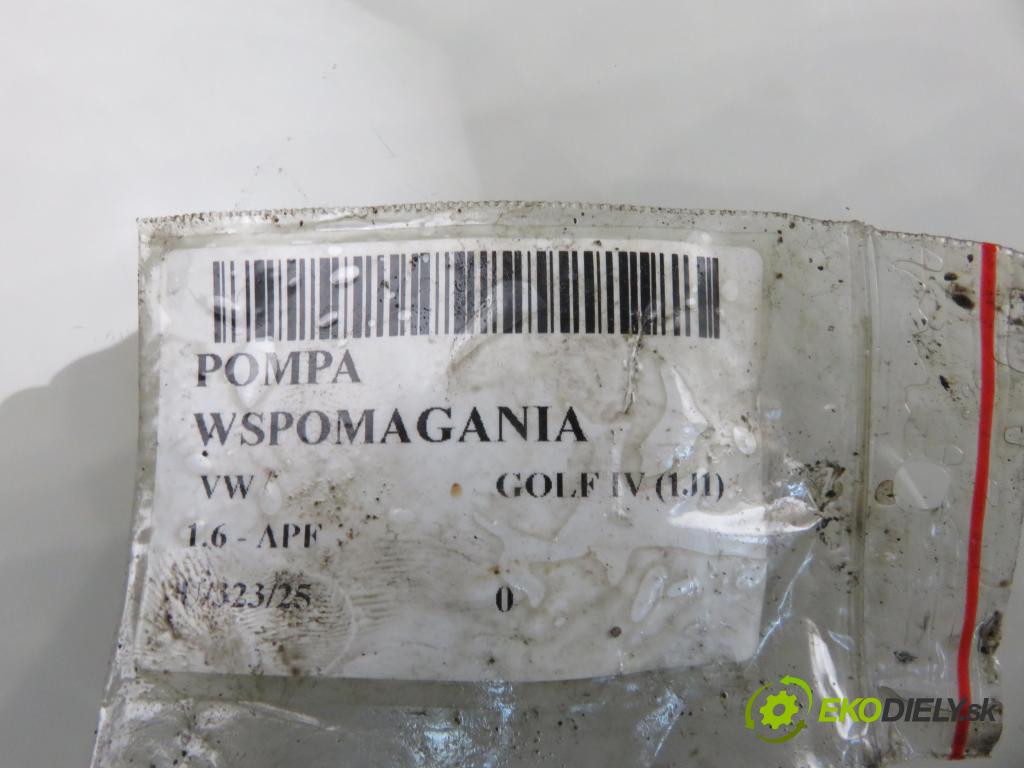 POMPA
WSPOMAGANIA
VW GOLF IV (1J1)
1.6 - APF
0
EKODIELY.sk